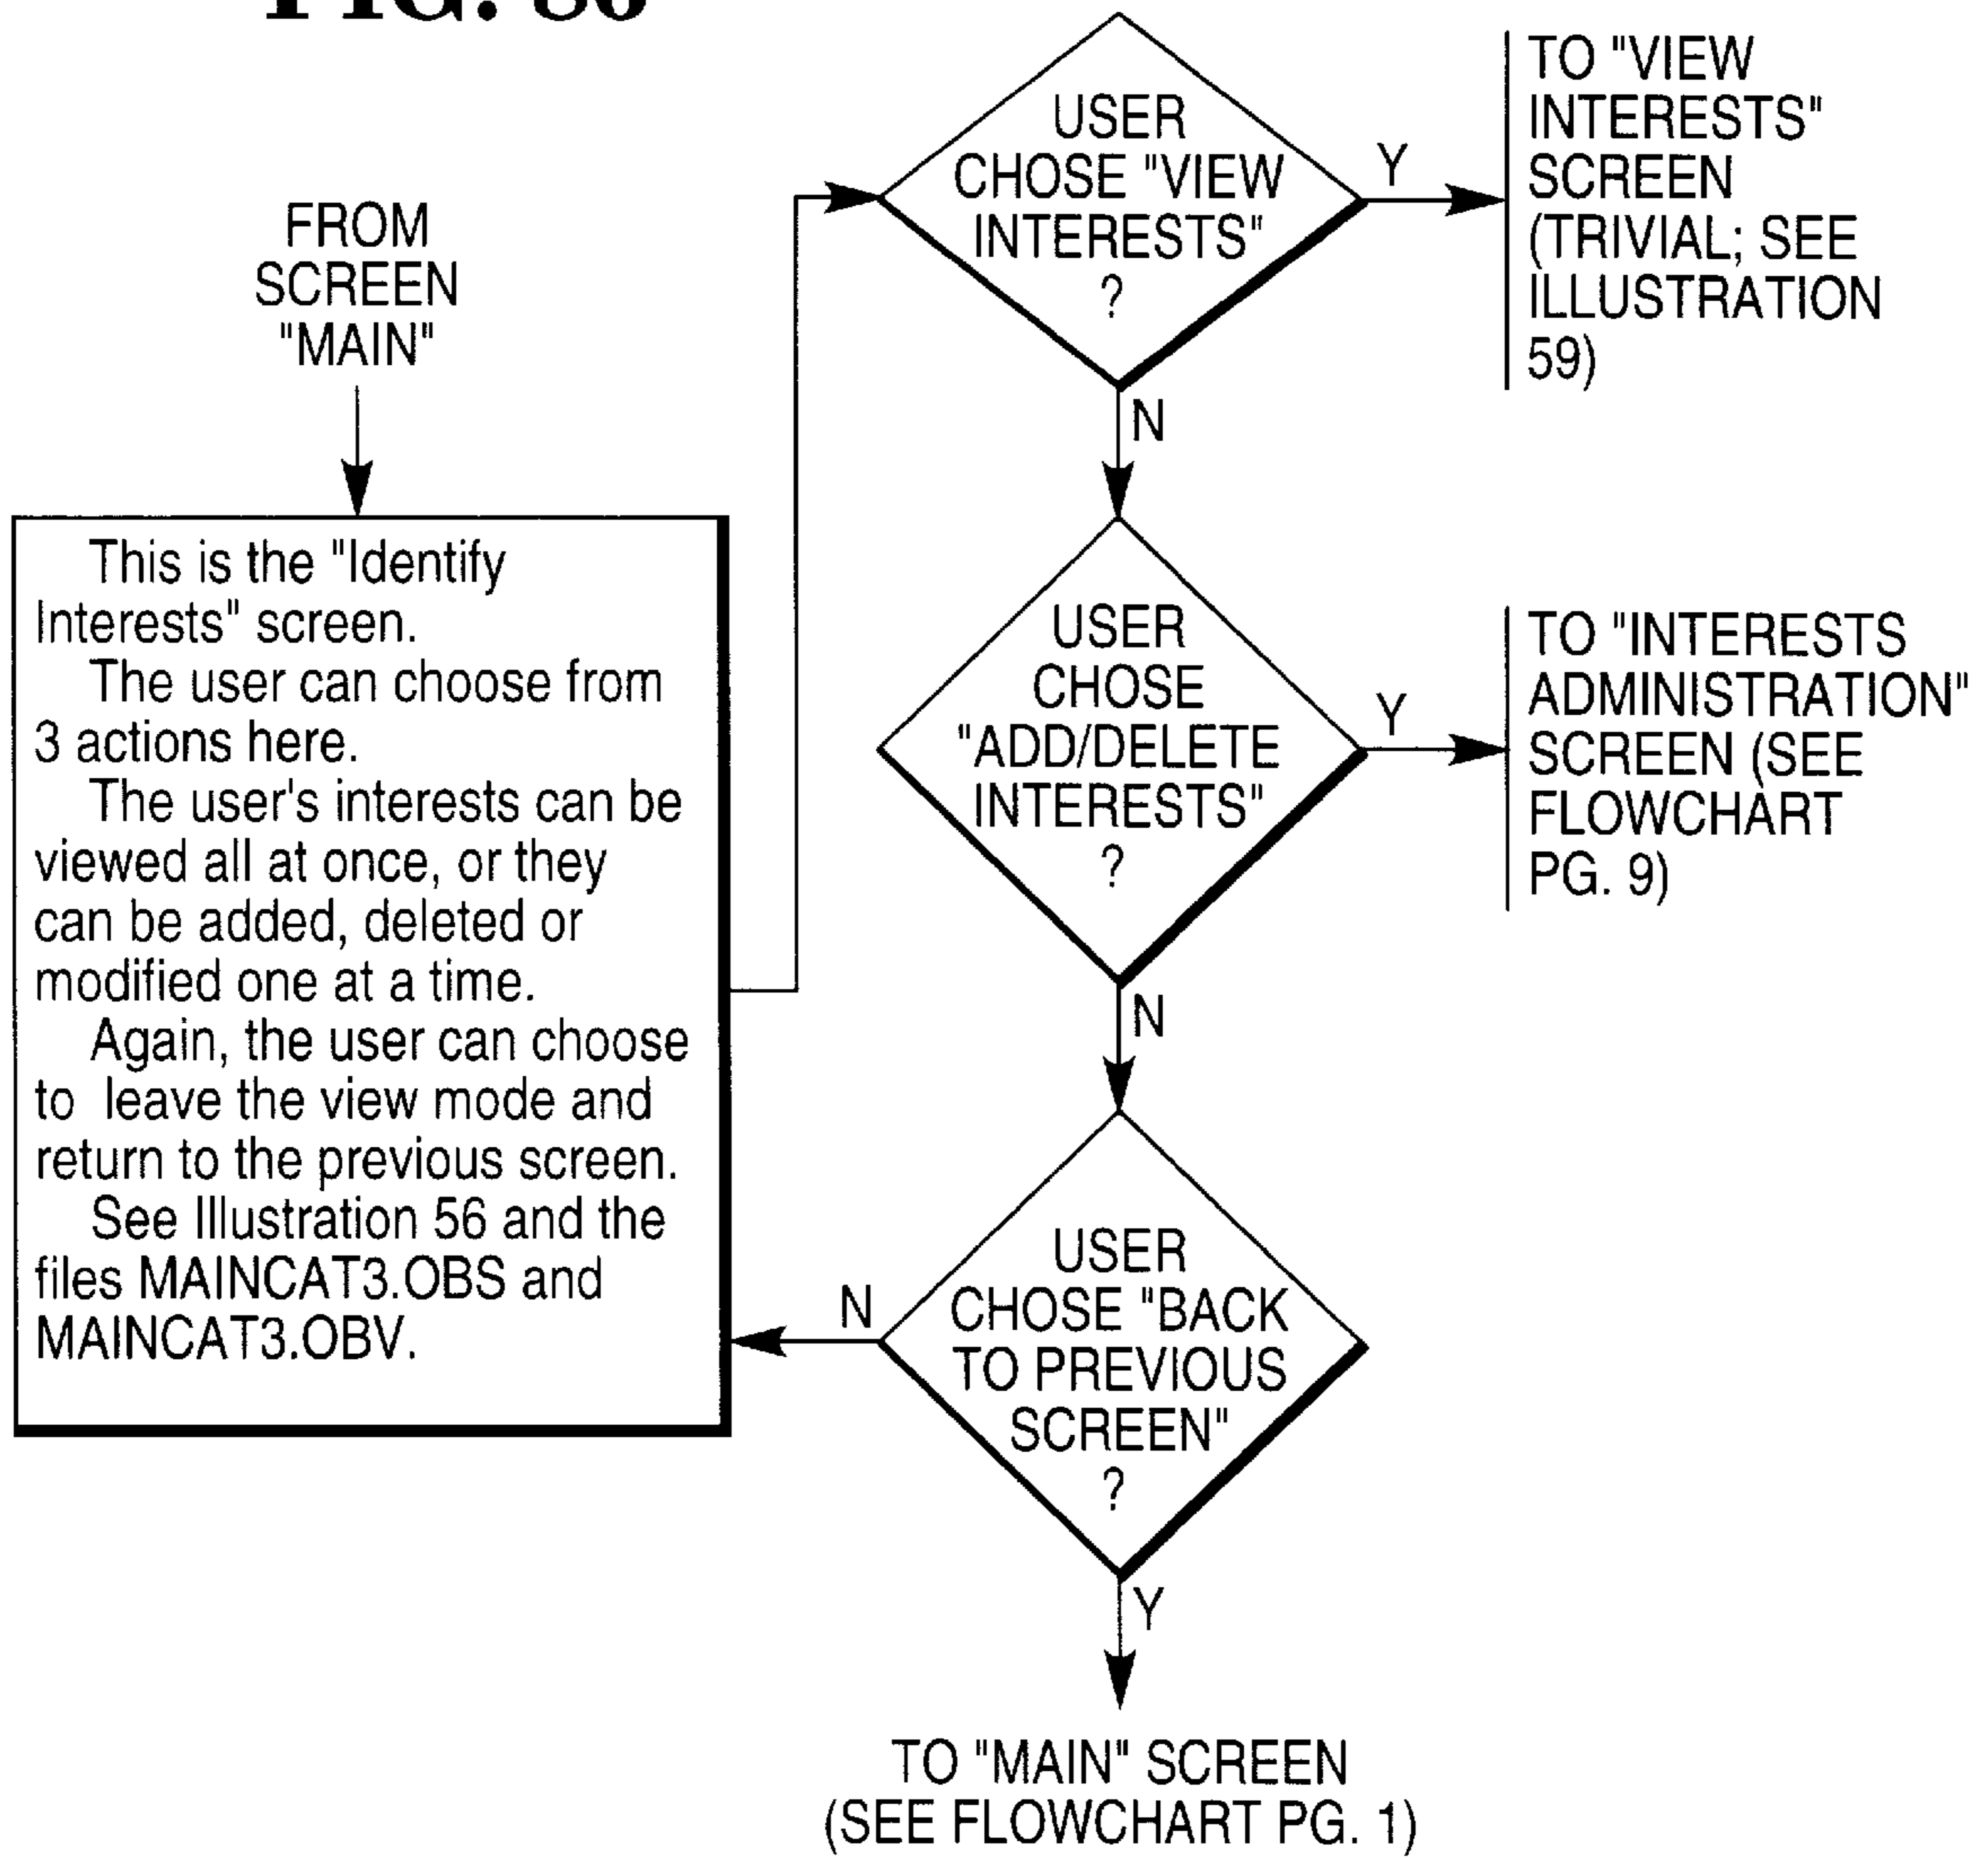 FIG.
FROM
SCREEN
"MAIN"
This is the "Identify
Interests" screen.
The user can choose from
3 actions here.
The user's interests can be
viewed all at once, or they
can be added, deleted or
modified one at a time.
Again, the user can choose
to leave the view mode and
return to the previous screen.
See Illustration 56 and the
files MAINCAT3.OBS and
MAINCAT3.OBV.
USER
CHOSE "VIEW
INTERESTS"
?
Y
TO "VIEW
INTERESTS"
SCREEN
(TRIVIAL; SEE
ILLUSTRATION
59)
N
USER
CHOSE
"ADD/DELETE
INTERESTS"
?
Y
TO "INTERESTS
ADMINISTRATION"
SCREEN (SEE
FLOWCHART
PG. 9)
N
USER
CHOSE "BACK
TO PREVIOUS
SCREEN"
?
N
Y
TO "MAIN" SCREEN
(SEE FLOWCHART PG. 1)